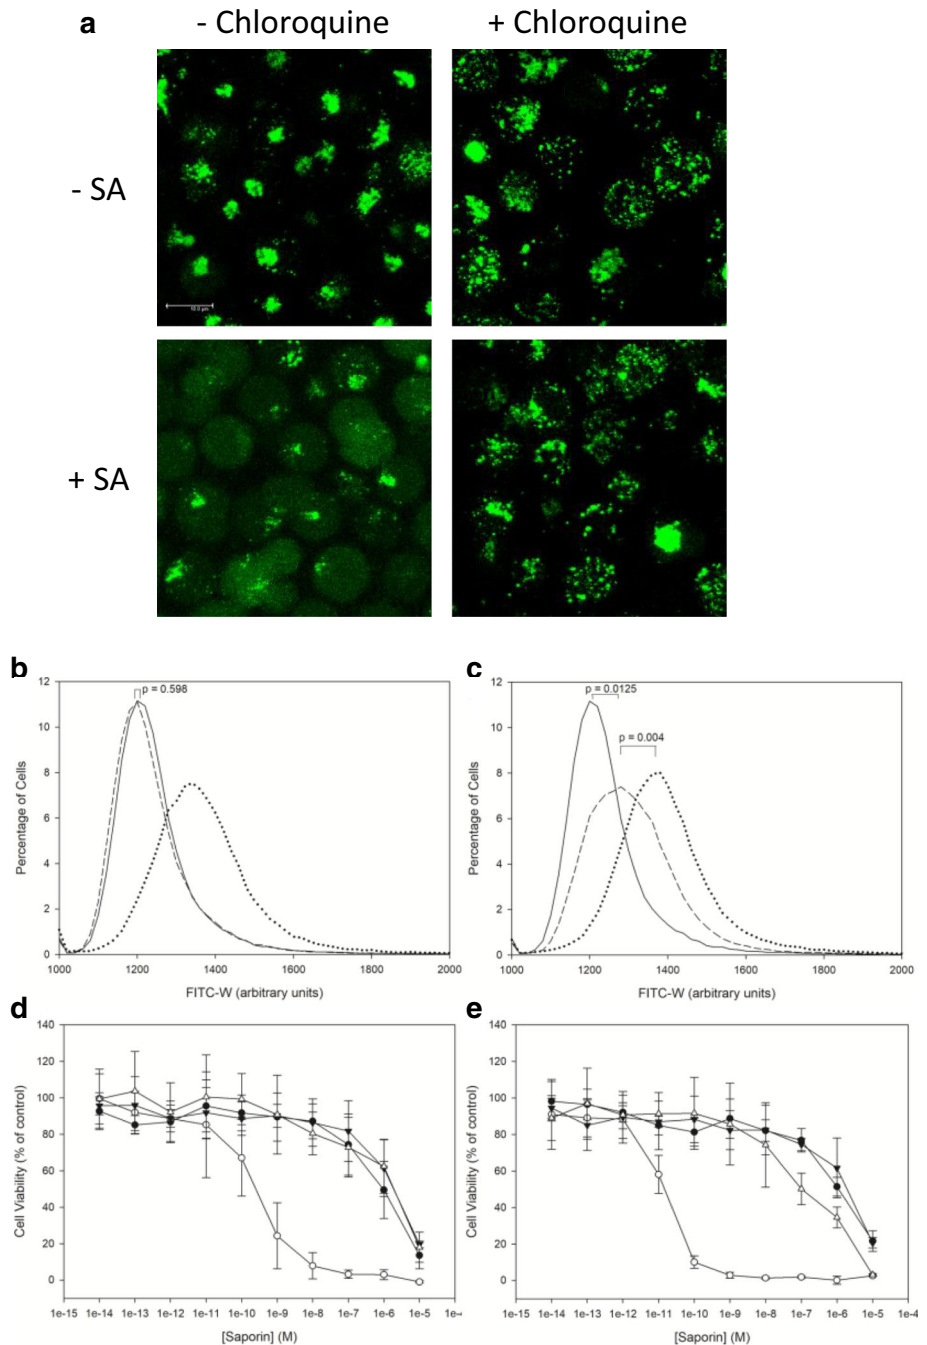 a
- Chloroquine
+ Chloroquine
- SA
10.0 µm
+ SA
b
c
12
10
8
6
4
2
0
p = 0.598
Percentage of Cells
1000 1200 1400 1600 1800 2000
FITC-W (arbitrary units)
12
10
8
6
4
2
0
p = 0.0125
p = 0.004
Percentage of Cells
1000 1200 1400 1600 1800 2000
FITC-W (arbitrary units)
d
e
140
120
100
80
60
40
20
0
Cell Viability (% of control)
1e-15 1e-14 1e-13 1e-12 1e-11 1e-10 1e-9 1e-8 1e-7 1e-6 1e-5 1e-4
[Saporin] (M)
140
120
100
80
60
40
20
0
Cell Viability (% of control)
1e-15 1e-14 1e-13 1e-12 1e-11 1e-10 1e-9 1e-8 1e-7 1e-6 1e-5 1e-4
[Saporin] (M)